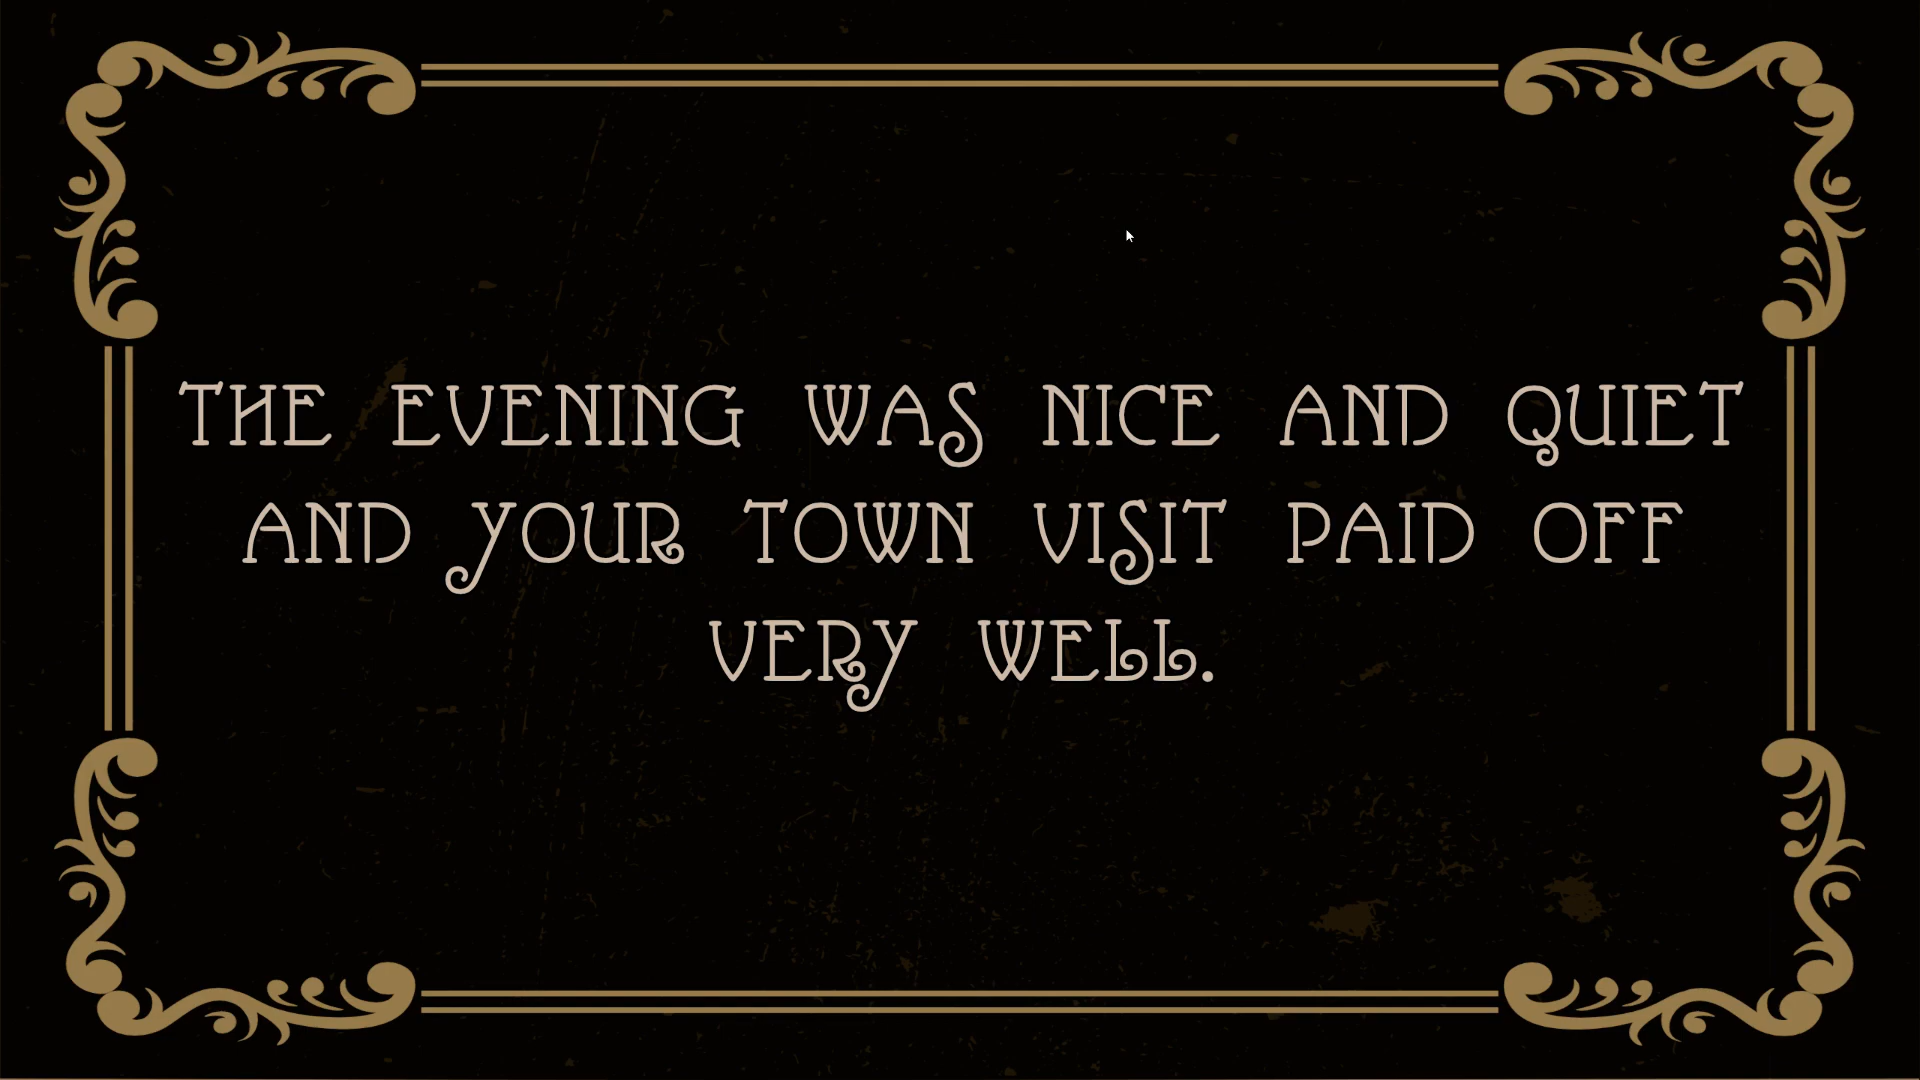 THE EVENING WAS NICE AND QUIET
AND YOUR TOWN VISIT PAID OFF
VERY WELL.